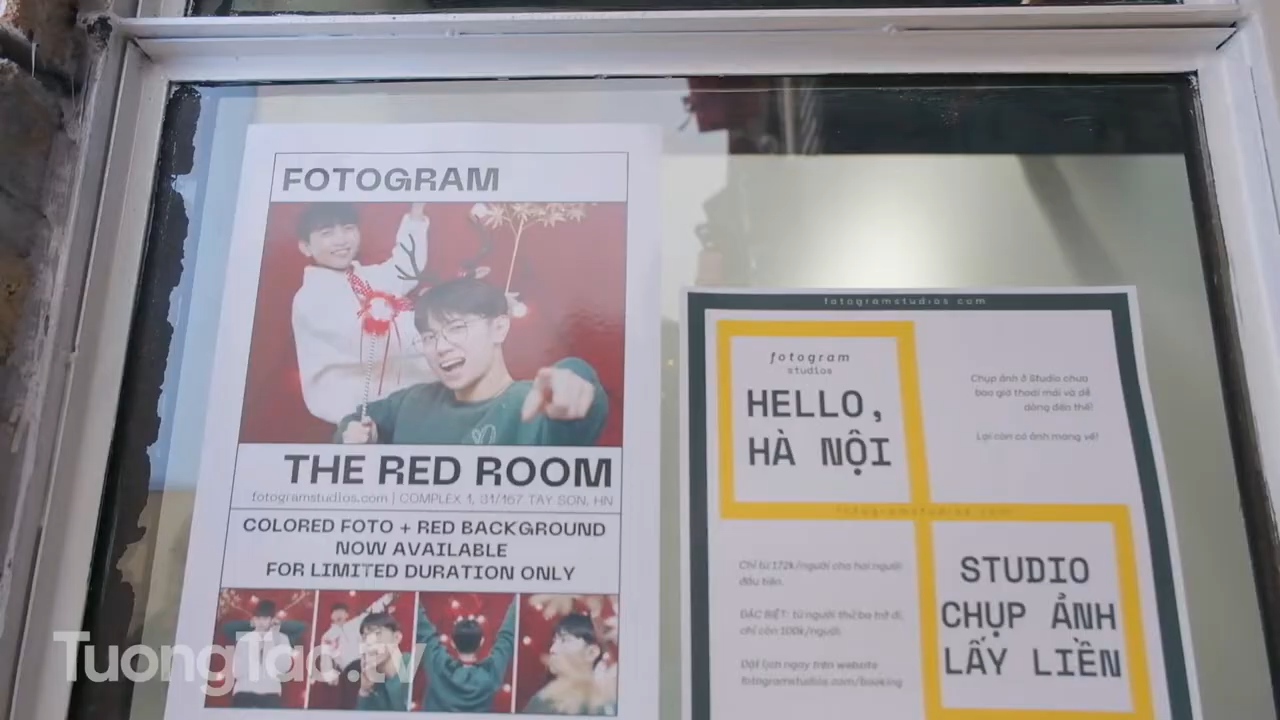 FOTOGRAM
THE RED ROOM
fotogramstudios.com | COMPLEX 1, 31/167 TAY SON, HN
COLORED FOTO + RED BACKGROUND
NOW AVAILABLE
FOR LIMITED DURATION ONLY
fotogramstudios com
fotogram
studios
HELLO,
HÀ NỘI
Chụp ảnh ở Studio chưa
bao giờ thoải mái và dễ
dàng đến thế!
Lại còn có ảnh mang về!
fotogramstudios com
Chỉ từ 172k/người cho hai người
đầu tiên.
ĐẶC BIỆT: từ người thứ ba trở đi,
chỉ còn 100k/người.
Đặt lịch ngay trên website
fotogramstudios.com/booking
STUDIO
CHỤP ẢNH
LẤY LIỀN
TuongTac.tv